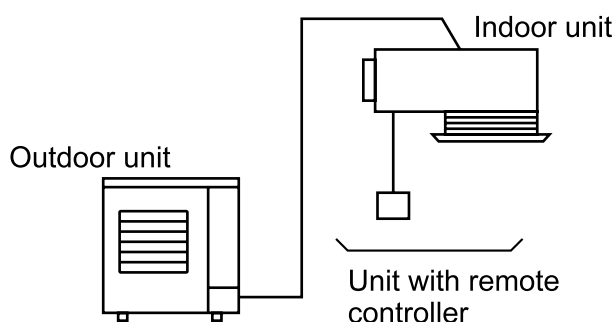 Indoor unit
Outdoor unit
Unit with remote
controller